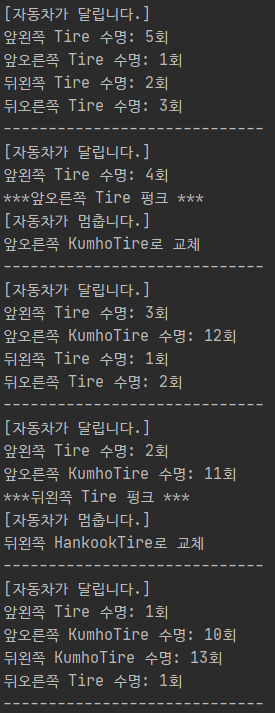 [자동차가 달립니다.]
앞왼쪽 Tire 수명: 5회
앞오른쪽 Tire 수명: 1회
뒤왼쪽 Tire 수명: 2회
뒤오른쪽 Tire 수명: 3회
-----------------------------
[자동차가 달립니다.]
앞왼쪽 Tire 수명: 4회
***앞오른쪽 Tire 펑크 ***
[자동차가 멈춥니다.]
앞오른쪽 KumhoTire로 교체
-----------------------------
[자동차가 달립니다.]
앞왼쪽 Tire 수명: 3회
앞오른쪽 KumhoTire 수명: 12회
뒤왼쪽 Tire 수명: 1회
뒤오른쪽 Tire 수명: 2회
-----------------------------
[자동차가 달립니다.]
앞왼쪽 Tire 수명: 2회
앞오른쪽 KumhoTire 수명: 11회
***뒤왼쪽 Tire 펑크 ***
[자동차가 멈춥니다.]
뒤왼쪽 HankookTire로 교체
-----------------------------
[자동차가 달립니다.]
앞왼쪽 Tire 수명: 1회
앞오른쪽 KumhoTire 수명: 10회
뒤왼쪽 KumhoTire 수명: 13회
뒤오른쪽 Tire 수명: 1회
-----------------------------